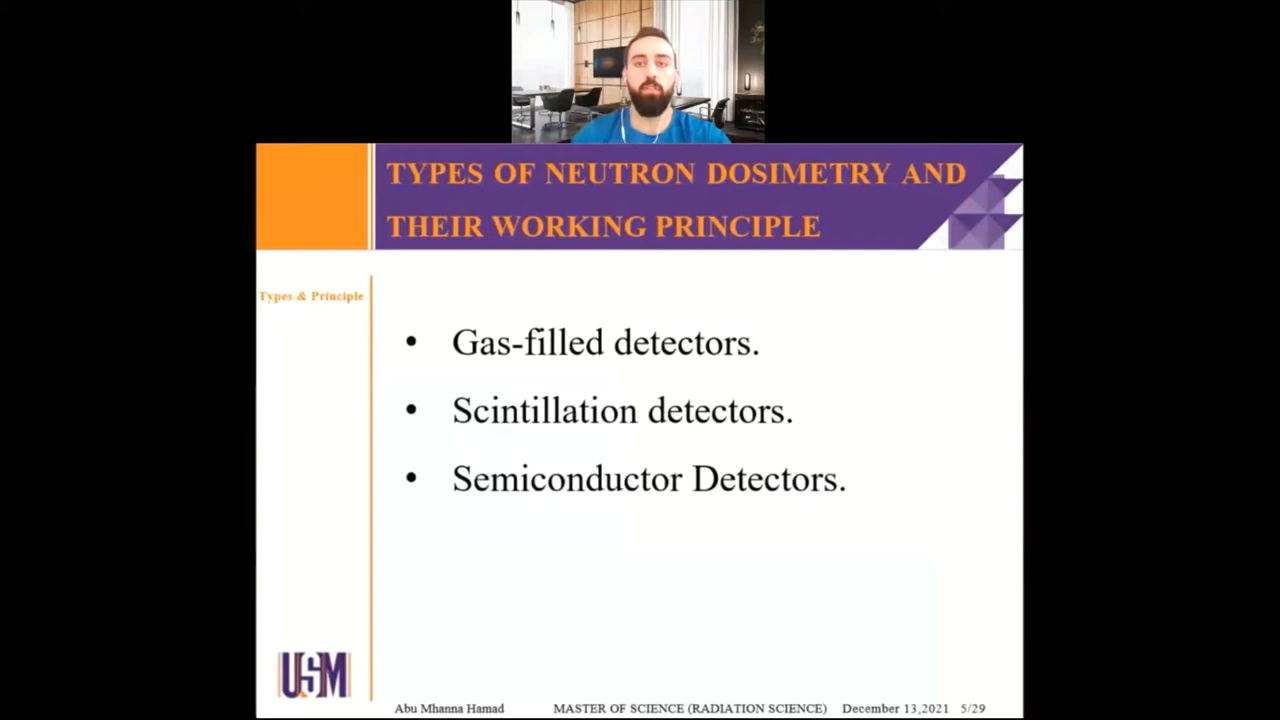 TYPES OF NEUTRON DOSIMETRY AND
THEIR WORKING PRINCIPLE
Types & Principle
• Gas-filled detectors.
• Scintillation detectors.
• Semiconductor Detectors.
USM
Abu Mhanna Hamad MASTER OF SCIENCE (RADIATION SCIENCE) December 13,2021 5/29